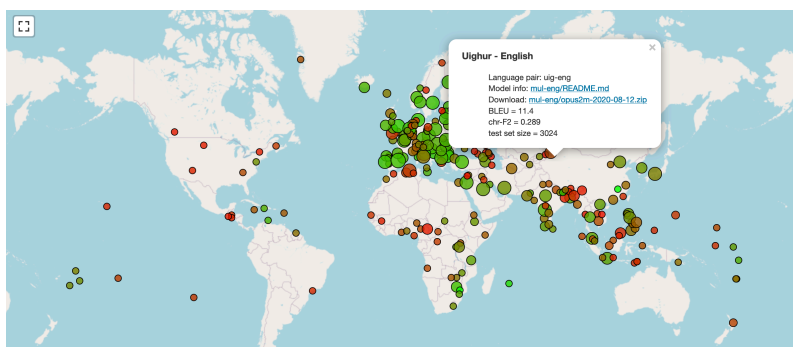 ×
Uighur - English
Language pair: uig-eng
Model info: mul-eng/README.md
Download: mul-eng/opus2m-2020-08-12.zip
BLEU = 11.4
chr-F2 = 0.289
test set size = 3024